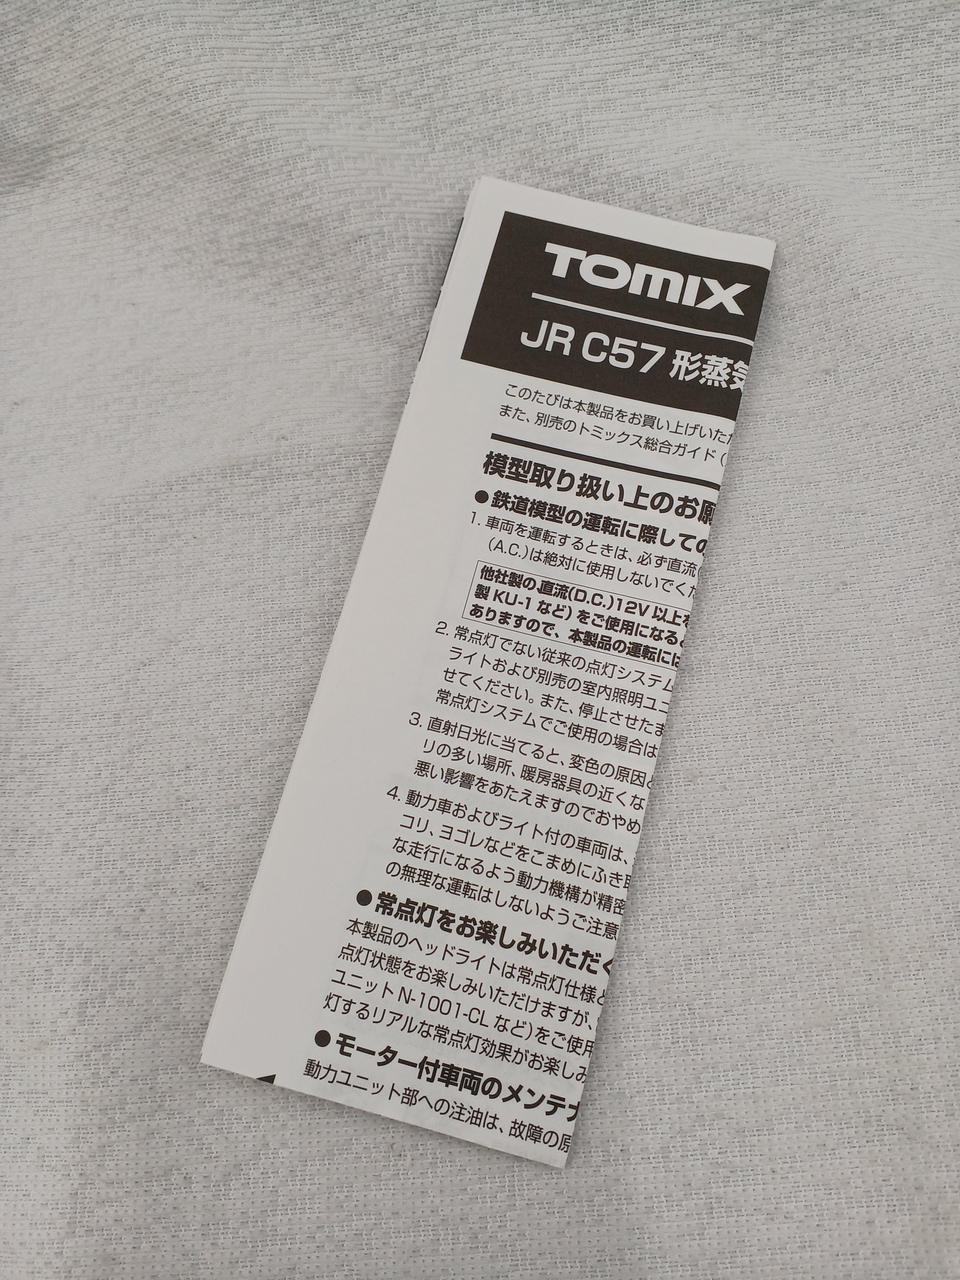 TOMIX
JR C57 形蒸気
このたびは本製品をお買い上げいただ
また、別売のトミックス総合ガイド（
模型取り扱い上のお願
●鉄道模型の運転に際しての
1. 車両を運転するときは、必ず直流
（A.C.）は絶対に使用しないでくだ
他社製の直流(D.C.)12V 以上を
製 KU-1 など）をご使用になると
ありますので、本製品の運転には
2. 常点灯でない従来の点灯システム
ライトおよび別売の室内照明ユニ
せてください。また、停止させたま
常点灯システムでご使用の場合は
3. 直射日光に当てると、変色の原因と
リの多い場所、暖房器具の近くな
悪い影響をあたえますのでおやめ
4. 動力車およびライト付の車両は、
コリ、ヨゴレなどをこまめにふき取
な走行になるよう動力機構が精密
の無理な運転はしないようご注意
●常点灯をお楽しみいただく
本製品のヘッドライトは常点灯仕様と
点灯状態をお楽しみいただけますが、
ユニット N-1001-CL など）をご使用
灯するリアルな常点灯効果がお楽しみ
●モーター付車両のメンテナ
動力ユニット部への注油は、故障の原